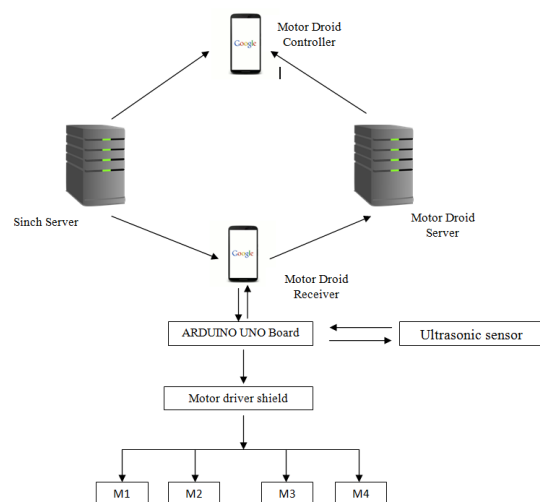 Motor Droid
Controller
Google
Sinch Server
Motor Droid
Server
Google
Motor Droid
Receiver
ARDUINO UNO Board
Ultrasonic sensor
Motor driver shield
M1
M2
M3
M4